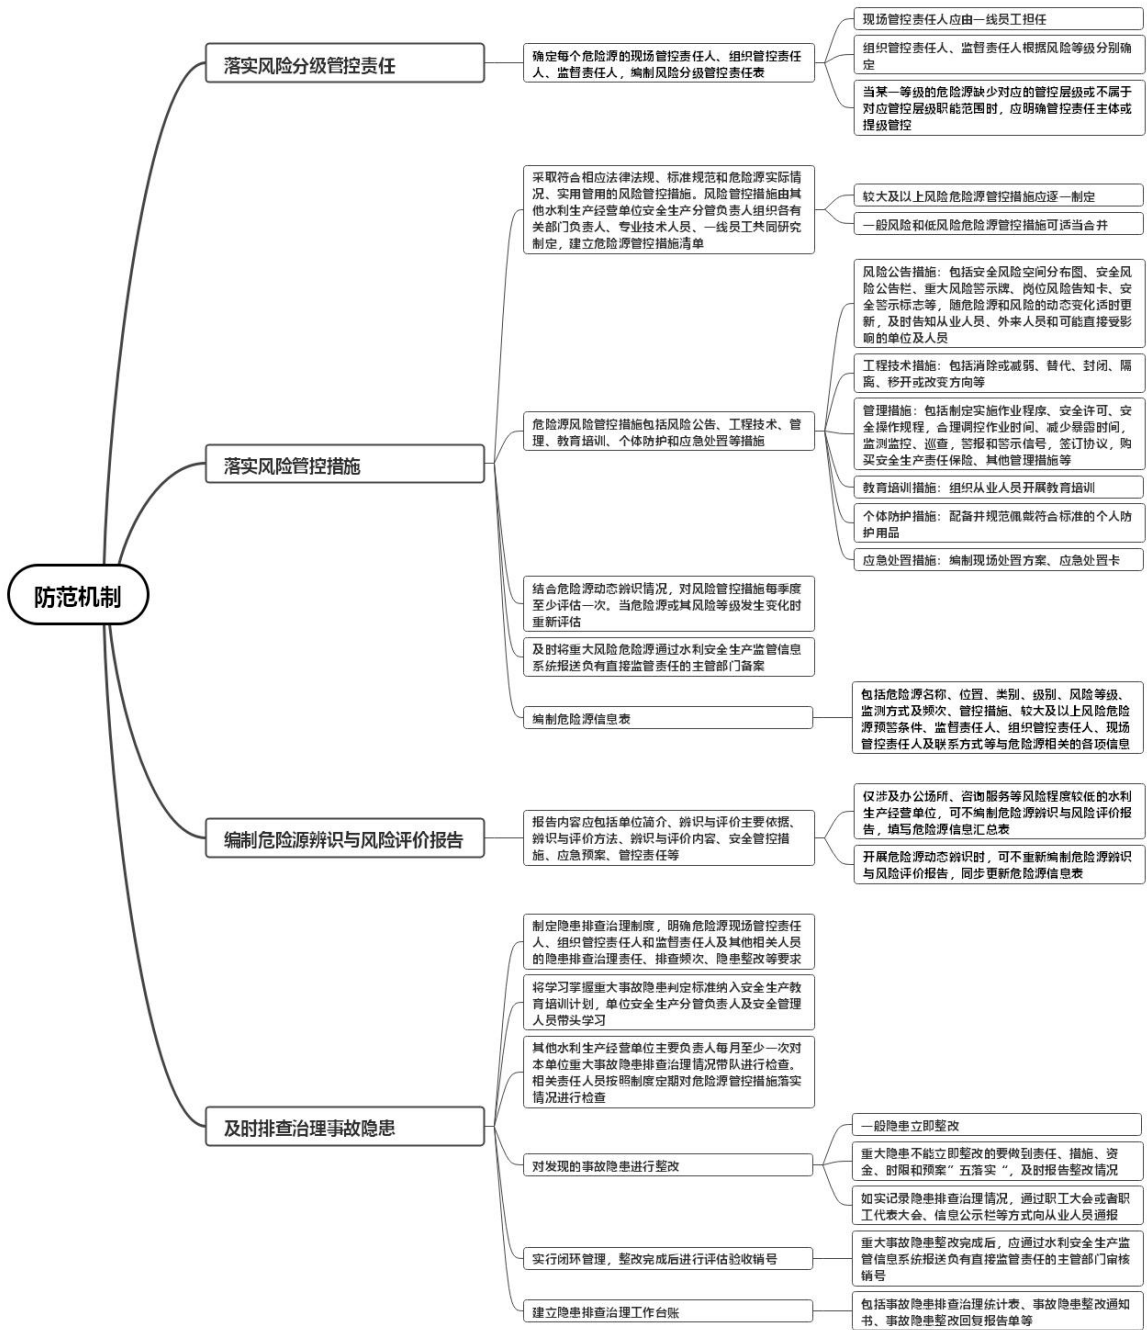 防范机制
落实风险分级管控责任
确定每个危险源的现场管控责任人、组织管控责任
人、监督责任人，编制风险分级管控责任表
现场管控责任人应由一线员工担任
组织管控责任人、监督责任人根据风险等级分别确
定
当某一等级的危险源缺少对应的管控层级或不属于
对应管控层级职能范围时，应明确管控责任主体或
提级管控
落实风险管控措施
采取符合相应法律法规、标准规范和危险源实际情
况、实用管用的风险管控措施。风险管控措施由其
他水利生产经营单位安全生产分管负责人组织各有
关部门负责人、专业技术人员、一线员工共同研究
制定，建立危险源管控措施清单
较大及以上风险危险源管控措施应逐一制定
一般风险和低风险危险源管控措施可适当合并
危险源风险管控措施包括风险公告、工程技术、管
理、教育培训、个体防护和应急处置等措施
风险公告措施：包括安全风险空间分布图、安全风
险公告栏、重大风险警示牌、岗位风险告知卡、安
全警示标志等，随危险源和风险的动态变化适时更
新，及时告知从业人员、外来人员和可能直接受影
响的单位及人员
工程技术措施：包括消除或减弱、替代、封闭、隔
离、移开或改变方向等
管理措施：包括制定实施作业程序、安全许可、安
全操作规程，合理调控作业时间、减少暴露时间，
监测监控、巡查，警报和警示信号，签订协议，购
买安全生产责任保险、其他管理措施等
教育培训措施：组织从业人员开展教育培训
个体防护措施：配备并规范佩戴符合标准的个人防
护用品
应急处置措施：编制现场处置方案、应急处置卡
结合危险源动态辨识情况，对风险管控措施每季度
至少评估一次。当危险源或其风险等级发生变化时
重新评估
及时将重大风险危险源通过水利安全生产监管信息
系统报送负有直接监管责任的主管部门备案
编制危险源信息表
包括危险源名称、位置、类别、级别、风险等级、
监测方式及频次、管控措施、较大及以上风险危险
源预警条件、监督责任人、组织管控责任人、现场
管控责任人及联系方式等与危险源相关的各项信息
编制危险源辨识与风险评价报告
报告内容应包括单位简介、辨识与评价主要依据、
辨识与评价方法、辨识与评价内容、安全管控措
施、应急预案、管控责任等
仅涉及办公场所、咨询服务等风险程度较低的水利
生产经营单位，可不编制危险源辨识与风险评价报
告，填写危险源信息汇总表
开展危险源动态辨识时，可不重新编制危险源辨识
与风险评价报告，同步更新危险源信息表
及时排查治理事故隐患
制定隐患排查治理制度，明确危险源现场管控责任
人、组织管控责任人和监督责任人及其他相关人员
的隐患排查治理责任、排查频次、隐患整改等要求
将学习掌握重大事故隐患判定标准纳入安全生产教
育培训计划，单位安全生产分管负责人及安全管理
人员带头学习
其他水利生产经营单位主要负责人每月至少一次对
本单位重大事故隐患排查治理情况带队进行检查。
相关责任人员按照制度定期对危险源管控措施落实
情况进行检查
对发现的事故隐患进行整改
一般隐患立即整改
重大隐患不能立即整改的要做到责任、措施、资
金、时限和预案”五落实“，及时报告整改情况
如实记录隐患排查治理情况，通过职工大会或者职
工代表大会、信息公示栏等方式向从业人员通报
实行闭环管理，整改完成后进行评估验收销号
重大事故隐患整改完成后，应通过水利安全生产监
管信息系统报送负有直接监管责任的主管部门审核
销号
建立隐患排查治理工作台账
包括事故隐患排查治理统计表、事故隐患整改通知
书、事故隐患整改回复报告单等